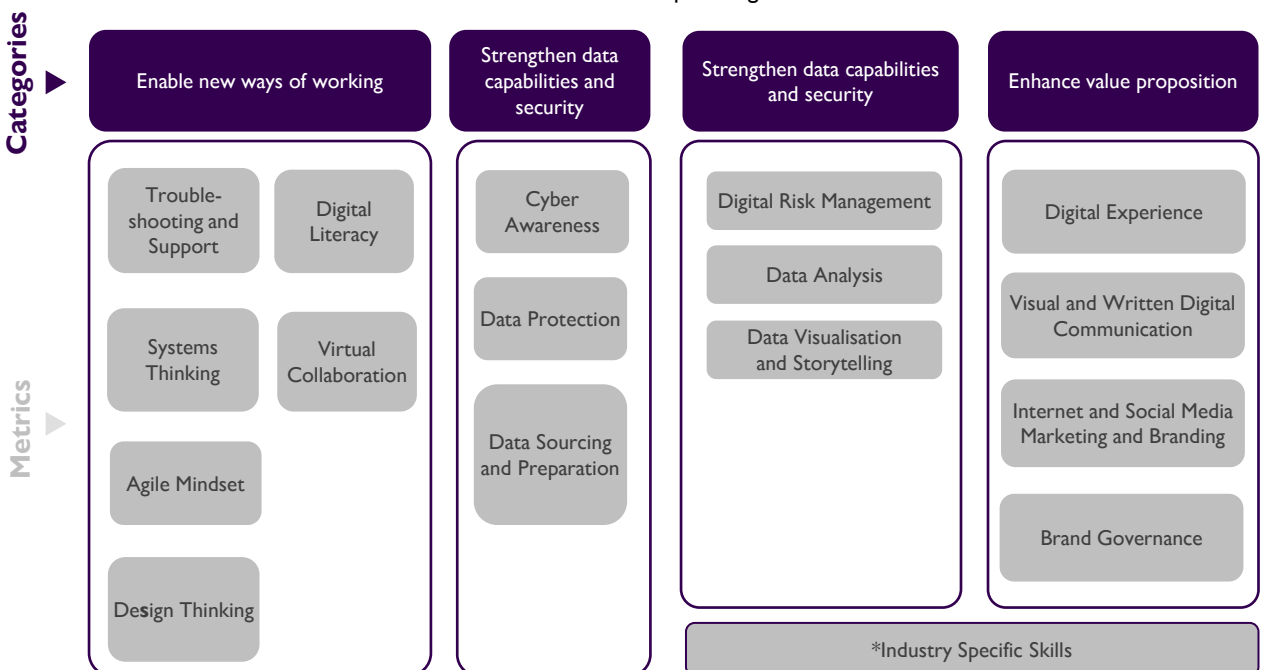 Categories
Enable new ways of working
Strengthen data
capabilities and
security
Strengthen data capabilities
and security
Enhance value proposition
Metrics
Trouble-
shooting and
Support
Digital
Literacy
Systems
Thinking
Virtual
Collaboration
Agile Mindset
Design Thinking
Cyber
Awareness
Data Protection
Data Sourcing
and Preparation
Digital Risk Management
Data Analysis
Data Visualisation
and Storytelling
Digital Experience
Visual and Written Digital
Communication
Internet and Social Media
Marketing and Branding
Brand Governance
*Industry Specific Skills